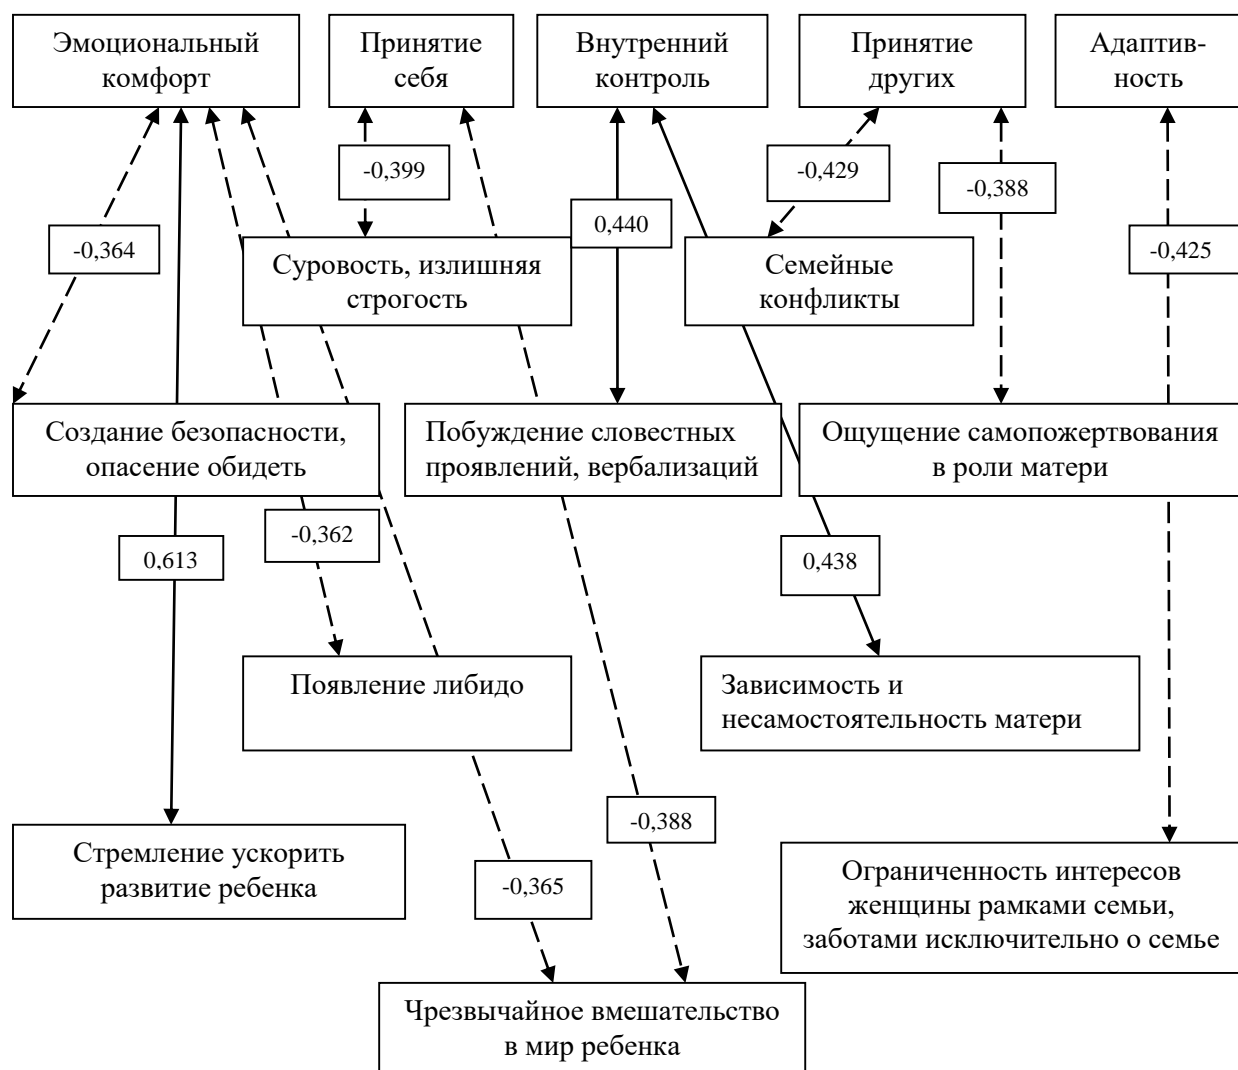 Эмоциональный
комфорт
Принятие
себя
Внутренний
контроль
Принятие
других
Адаптив-
ность
-0,399
-0,429
-0,388
0,440
-0,364
-0,425
Суровость, излишняя
строгость
Семейные
конфликты
Создание безопасности,
опасение обидеть
Побуждение словестных
проявлений, вербализаций
Ощущение самопожертвования
в роли матери
-0,362
0,613
0,438
Появление либидо
Зависимость и
несамостоятельность матери
-0,388
Стремление ускорить
развитие ребенка
-0,365
Ограниченность интересов
женщины рамками семьи,
заботами исключительно о семье
Чрезвычайное вмешательство
в мир ребенка